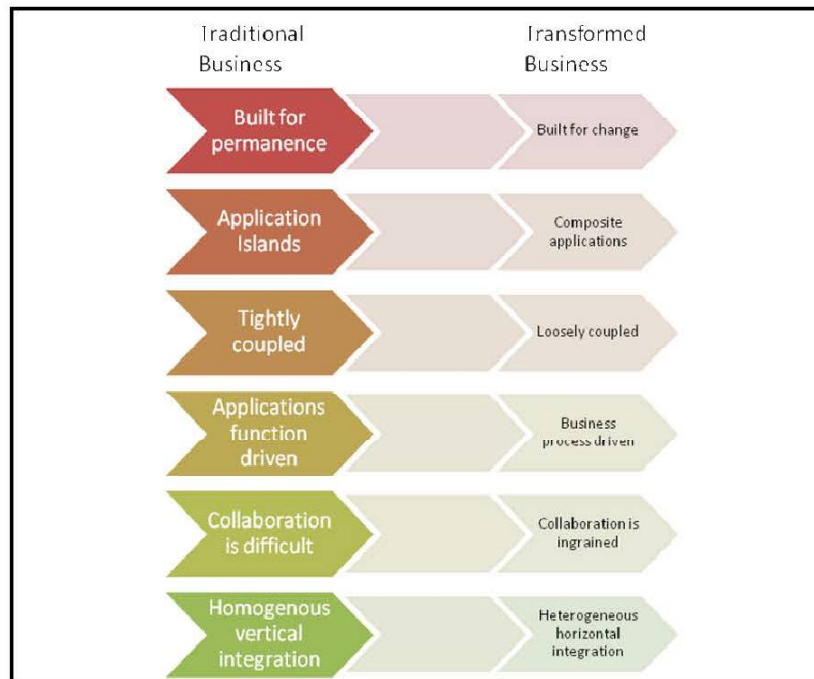 Traditional
Business
Transformed
Business
Built for
permanence
Built for change
Application
Islands
Composite
applications
Tightly
coupled
Loosely coupled
Applications
function
driven
Business
process driven
Collaboration
is difficult
Collaboration is
ingrained
Homogenous
vertical
integration
Heterogeneous
horizontal
integration